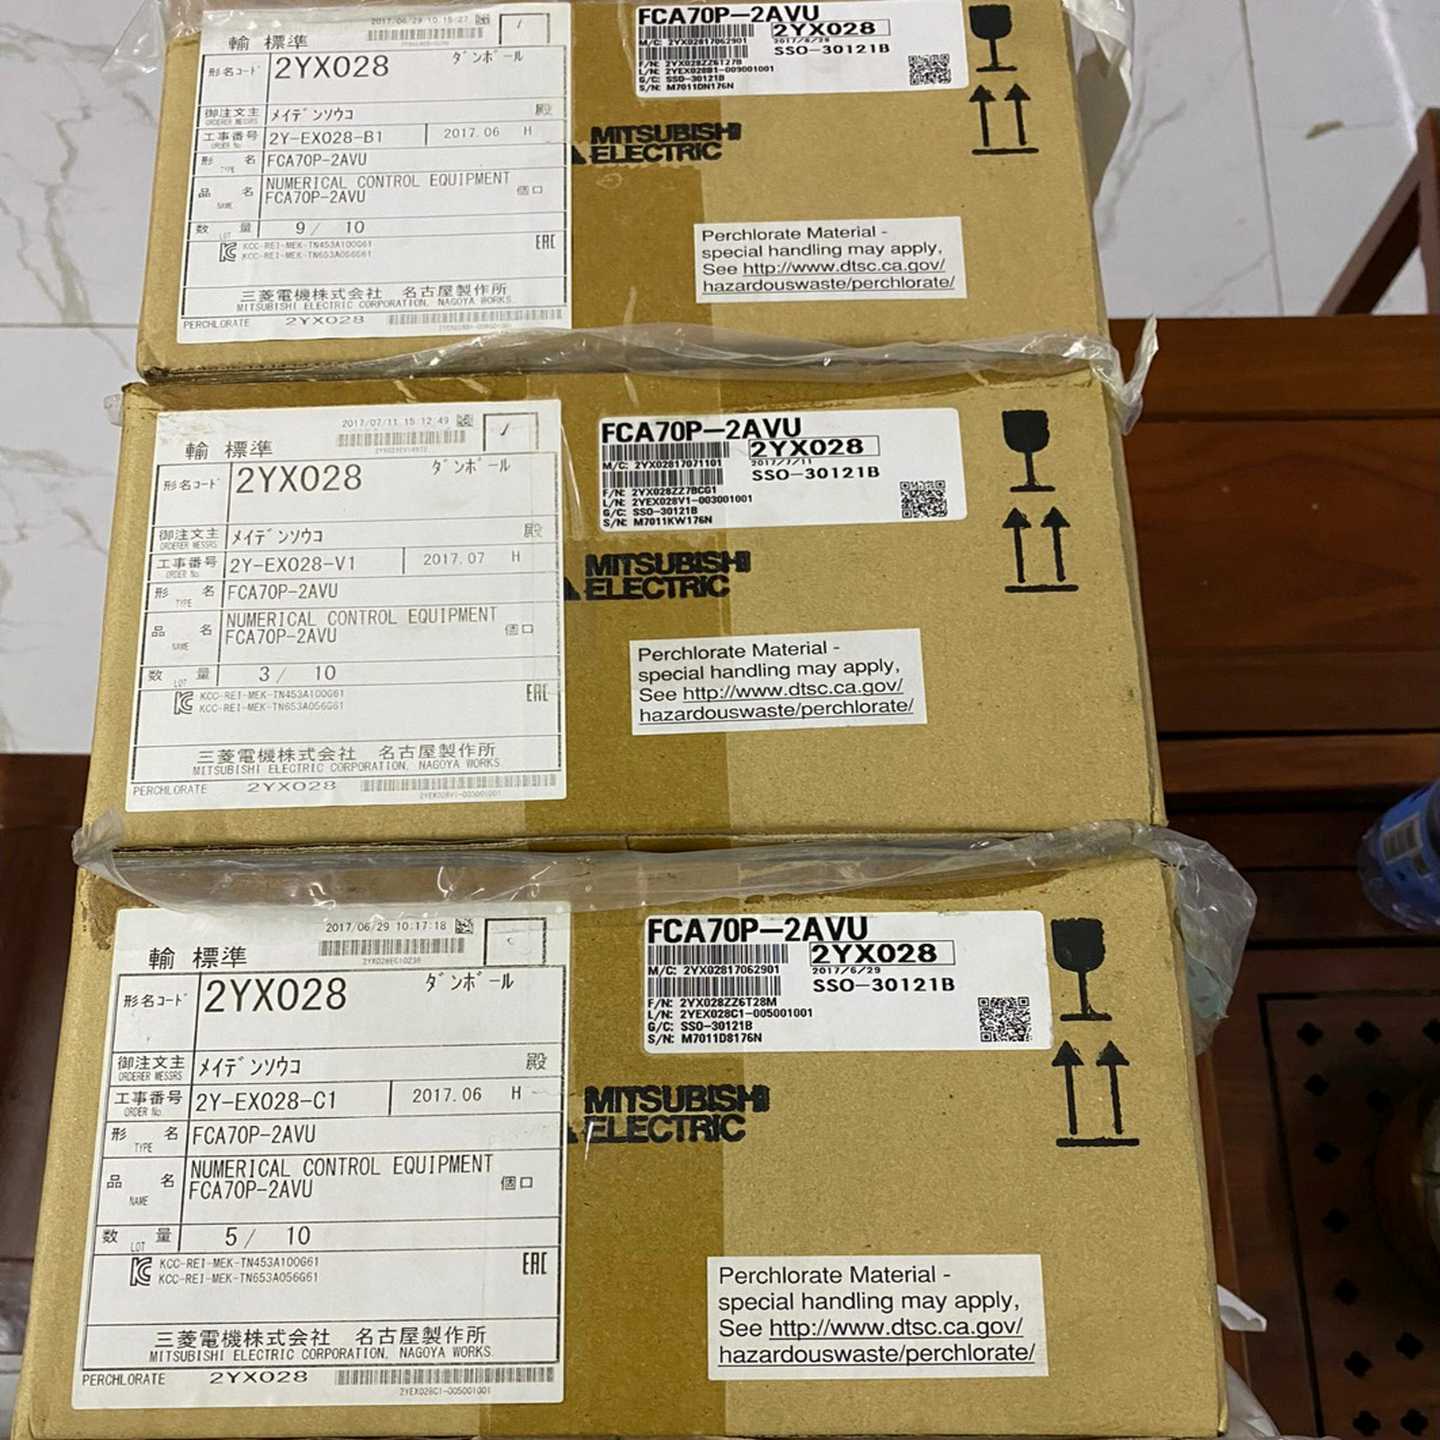 2017/06/29 10:15:27
輸 標準
形名コード
2YX028
ダンボール
御注文主
ORDERER MESSRS
メイデンソウコ
殿
工事番号
ORDER No.
2Y-EX028-B1
2017.06 H
形 名
TYPE
FCA70P-2AVU
品 名
NAME
NUMERICAL CONTROL EQUIPMENT
FCA70P-2AVU
個口
数 量
LOT
9/ 10
KCC-REI-MEK-TN453A100G61
KCC-REI-MEK-TN653A056G61
EAC
三菱電機株式会社 名古屋製作所
MITSUBISHI ELECTRIC CORPORATION, NAGOYA WORKS.
PERCHLORATE 2YX028
FCA70P-2AVU
2YX028
M/C: 2YX02817062901
2017/6/29
SSO-30121B
F/N: 2YX028ZZ6T27B
L/N: 2YEX028B1-009001001
G/C: SSO-30121B
S/N: M7011DN176N
MITSUBISHI
ELECTRIC
Perchlorate Material -
special handling may apply,
See http://www.dtsc.ca.gov/
hazardouswaste/perchlorate/
2017/07/11 15:12:49
輸 標準
形名コード
2YX028
ダンボール
御注文主
ORDERER MESSRS
メイデンソウコ
殿
工事番号
ORDER No.
2Y-EX028-V1
2017.07 H
形 名
TYPE
FCA70P-2AVU
品 名
NAME
NUMERICAL CONTROL EQUIPMENT
FCA70P-2AVU
個口
数 量
LOT
3/ 10
KCC-REI-MEK-TN453A100G61
KCC-REI-MEK-TN653A056G61
EAC
三菱電機株式会社 名古屋製作所
MITSUBISHI ELECTRIC CORPORATION, NAGOYA WORKS.
PERCHLORATE 2YX028
2YEX028V1-003001001
FCA70P-2AVU
2YX028
M/C: 2YX02817071101
2017/7/11
SSO-30121B
F/N: 2YX028ZZ7BCG1
L/N: 2YEX028V1-003001001
G/C: SSO-30121B
S/N: M7011KW176N
MITSUBISHI
ELECTRIC
Perchlorate Material -
special handling may apply,
See http://www.dtsc.ca.gov/
hazardouswaste/perchlorate/
2017/06/29 10:17:18
輸 標準
形名コード
2YX028
ダンボール
御注文主
ORDERER MESSRS
メイデンソウコ
殿
工事番号
ORDER No.
2Y-EX028-C1
2017.06 H
形 名
TYPE
FCA70P-2AVU
品 名
NAME
NUMERICAL CONTROL EQUIPMENT
FCA70P-2AVU
個口
数 量
LOT
5/ 10
KCC-REI-MEK-TN453A100G61
KCC-REI-MEK-TN653A056G61
EAC
三菱電機株式会社 名古屋製作所
MITSUBISHI ELECTRIC CORPORATION, NAGOYA WORKS.
PERCHLORATE 2YX028
2YEX028C1-005001001
FCA70P-2AVU
2YX028
M/C: 2YX02817062901
2017/6/29
SSO-30121B
F/N: 2YX028ZZ6T28M
L/N: 2YEX028C1-005001001
G/C: SSO-30121B
S/N: M7011D8176N
MITSUBISHI
ELECTRIC
Perchlorate Material -
special handling may apply,
See http://www.dtsc.ca.gov/
hazardouswaste/perchlorate/